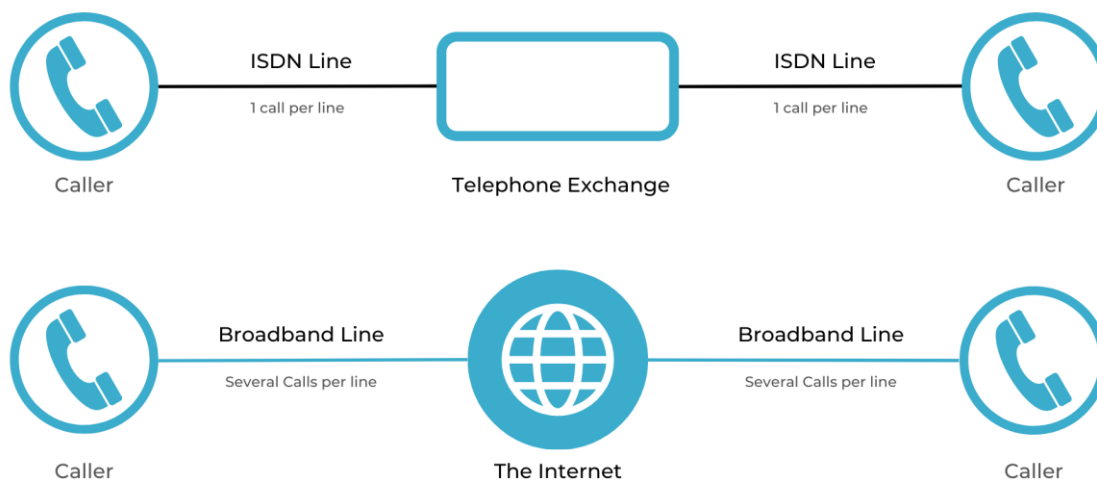 ISDN Line
1 call per line
ISDN Line
1 call per line
Caller
Telephone Exchange
Caller
Broadband Line
Several Calls per line
Broadband Line
Several Calls per line
Caller
The Internet
Caller